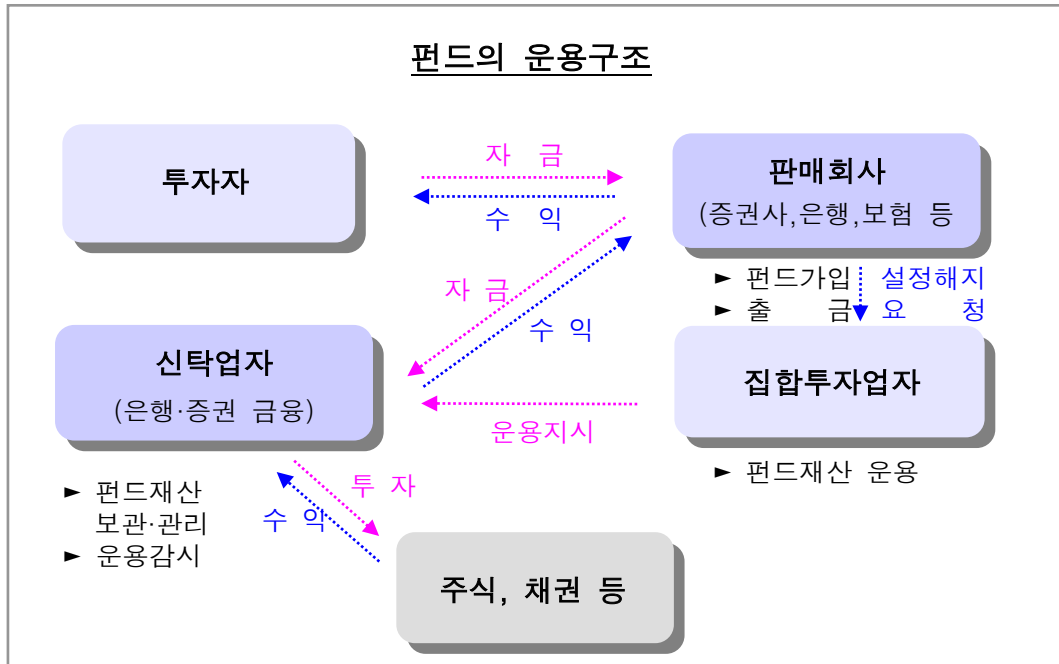 펀드의 운용구조
투자자
자 금
수 익
판매회사
(증권사,은행,보험 등
► 펀드가입
► 출 금
설정해지
요 청
자 금
수 익
신탁업자
(은행·증권 금융)
운용지시
집합투자업자
► 펀드재산 운용
► 펀드재산
보관·관리
► 운용감시
투 자
수 익
주식, 채권 등